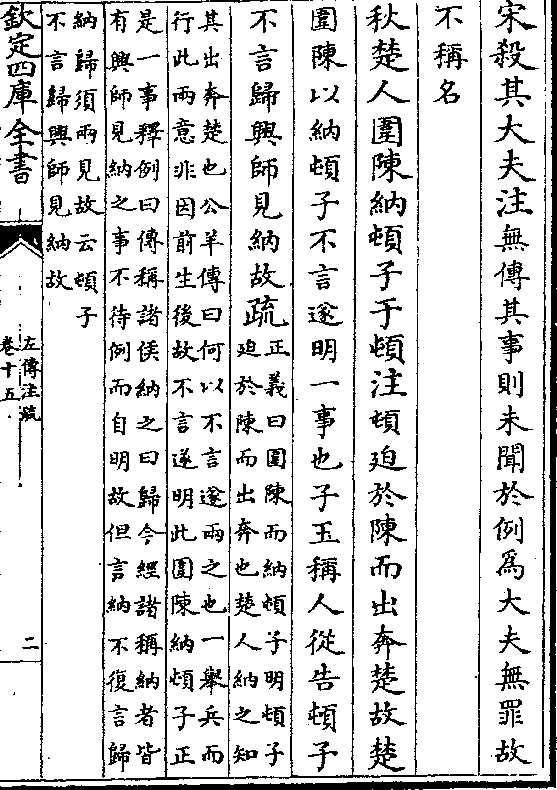 宋殺其大夫注無傳其事則未聞於例為大夫無罪故
不稱名
秋楚人圍陳納頓子于頓注頓迫於陳而出奔楚故楚
圍陳以納頓子不言遂明一事也子玉稱人從告頓子
不言歸興師見納故疏正義曰圍陳而納頓子明頓子
迫於陳而出奔也楚人納之知
其出奔楚也公羊傳曰何以不言遂兩之也一舉兵而
行此兩意非因前生後故不言遂明此圍陳納頓子正
是一事釋例曰傳稱諸侯納之曰歸今經諸稱納者皆
有興師見納之事不待例而自明故但言納不復言歸
納歸須兩見故云頓子
不言歸興師見納故
欽定四庫全書
左傳注疏
卷十五
二